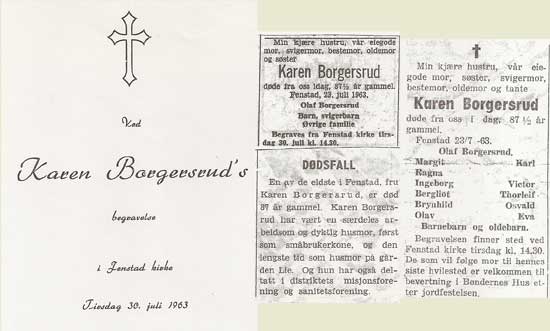 Ved
Karen Borgersrud's
begravelse
i Fenstad kirke
Tirsdag 30. juli 1963
Min kjære hustru, vår eiegode
mor, svigermor, bestemor, oldemor
og søster
Karen Borgersrud
døde fra oss idag, 87½ år gammel.
Fenstad, 23. juli 1963.
Olaf Borgersrud
Barn, svigerbarn
Øvrige familie
Begraves fra Fenstad kirke tirs-
dag 30. juli kl. 14.30.
DØDSFALL
En av de eldste i Fenstad, fru
Karen Borgersrud, er død
87 år gammel. Karen Borgers-
rud har vært en særdeles ar-
beidsom og dyktig husmor, først
som småbrukerkone, og den
lengste tid som husmor på går-
den Lie. Og hun har også del-
tatt i distriktets misjonsforen-
ing og sanitetsforening.
Min kjære hustru, vår eie-
gode mor, søster, svigermor,
bestemor, oldemor og tante
Karen Borgersrud
døde fra oss i dag, 87½ år
gammel.
Fenstad 23/7 -63.
Olaf Borgersrud,
Margit Karl
Ragna
Ingeborg Victor
Bergliot Thorleif
Brynhild Osvald
Olav Eva
Barnebarn og oldebarn.
Begravelsen finner sted ved
Fenstad kirke tirsdag kl. 14,30.
De som vil følge mor til hennes
siste hvilested er velkommen til
bevertning i Bøndernes Hus et-
ter jordfestelsen.